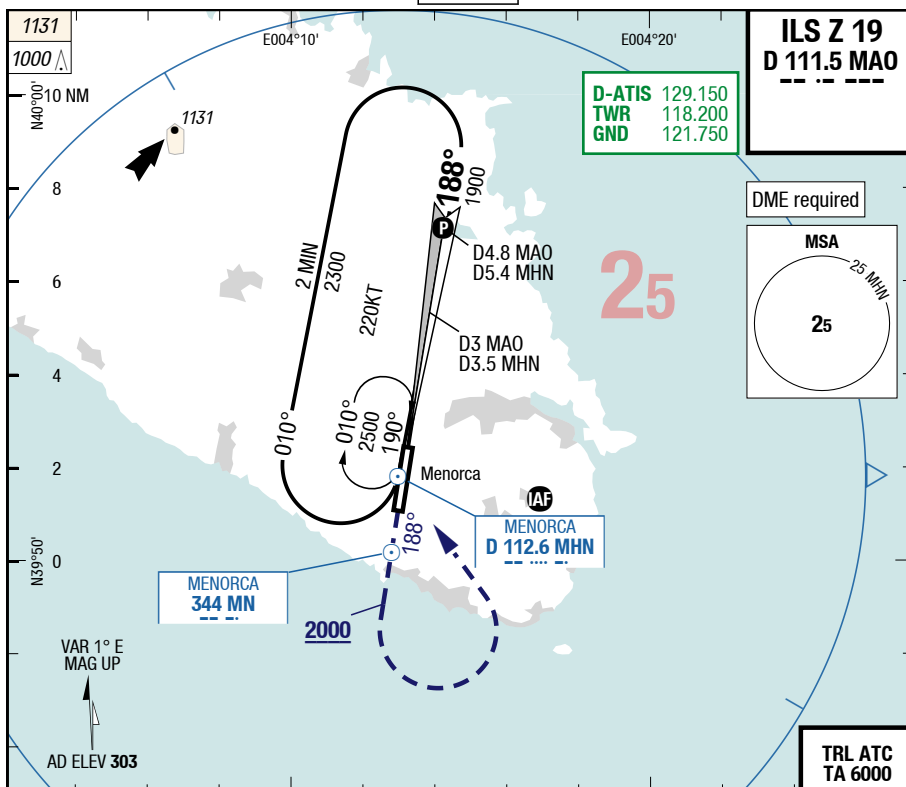 1131
1000
E004°10'
E004°20'
ILS Z 19
D 111.5 MAO
D-ATIS 129.150
TWR 118.200
GND 121.750
N40°00'
10 NM
1131
8
6
4
2
0
N39°50'
DME required
MSA
25 MHN
25
188°
1900
P
D4.8 MAO
D5.4 MHN
25
2 MIN
2300
220KT
D3 MAO
D3.5 MHN
010°
010°
2500
190°
Menorca
IAF
MENORCA
D 112.6 MHN
188°
MENORCA
344 MN
2000
VAR 1° E
MAG UP
AD ELEV 303
TRL ATC
TA 6000